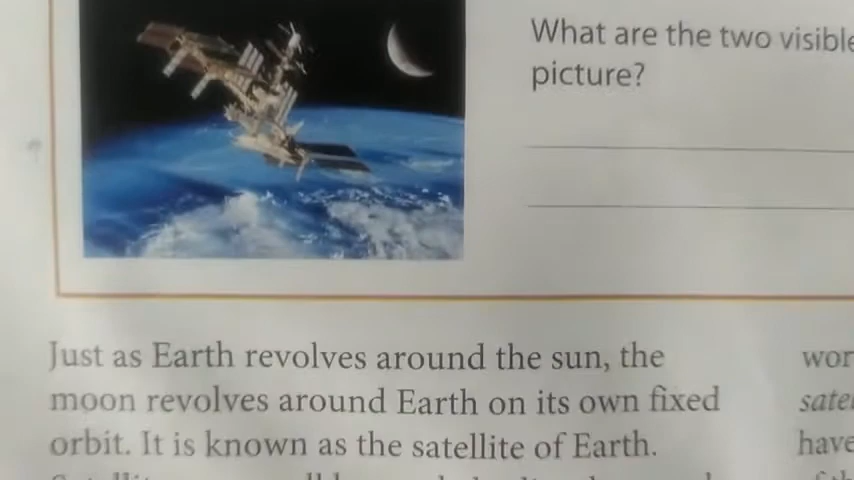 What are the two visible
picture?
Just as Earth revolves around the sun, the
moon revolves around Earth on its own fixed
orbit. It is known as the satellite of Earth.
wor
satel
have